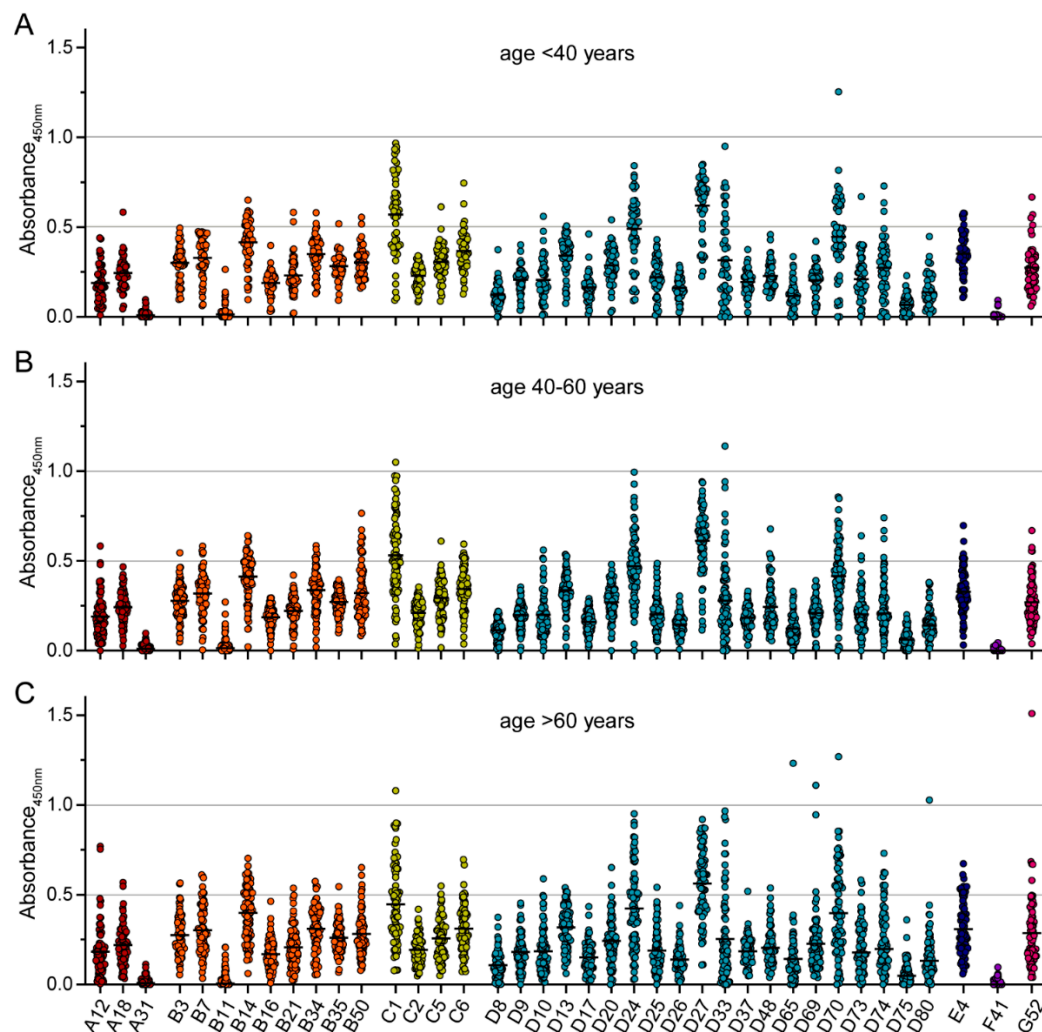 A
age <40 years
1.5
1.0
0.5
0.0
Absorbance450nm
B
age 40-60 years
1.5
1.0
0.5
0.0
Absorbance450nm
C
age >60 years
1.5
1.0
0.5
0.0
Absorbance450nm
A12 A18 A31 B3 B7 B11 B14 B16 B21 B34 B35 B50 C1 C2 C5 C6 D8 D9 D10 D13 D17 D20 D24 D25 D26 D27 D33 D37 D48 D65 D69 D70 D73 D74 D75 D80 E4 F41 G52